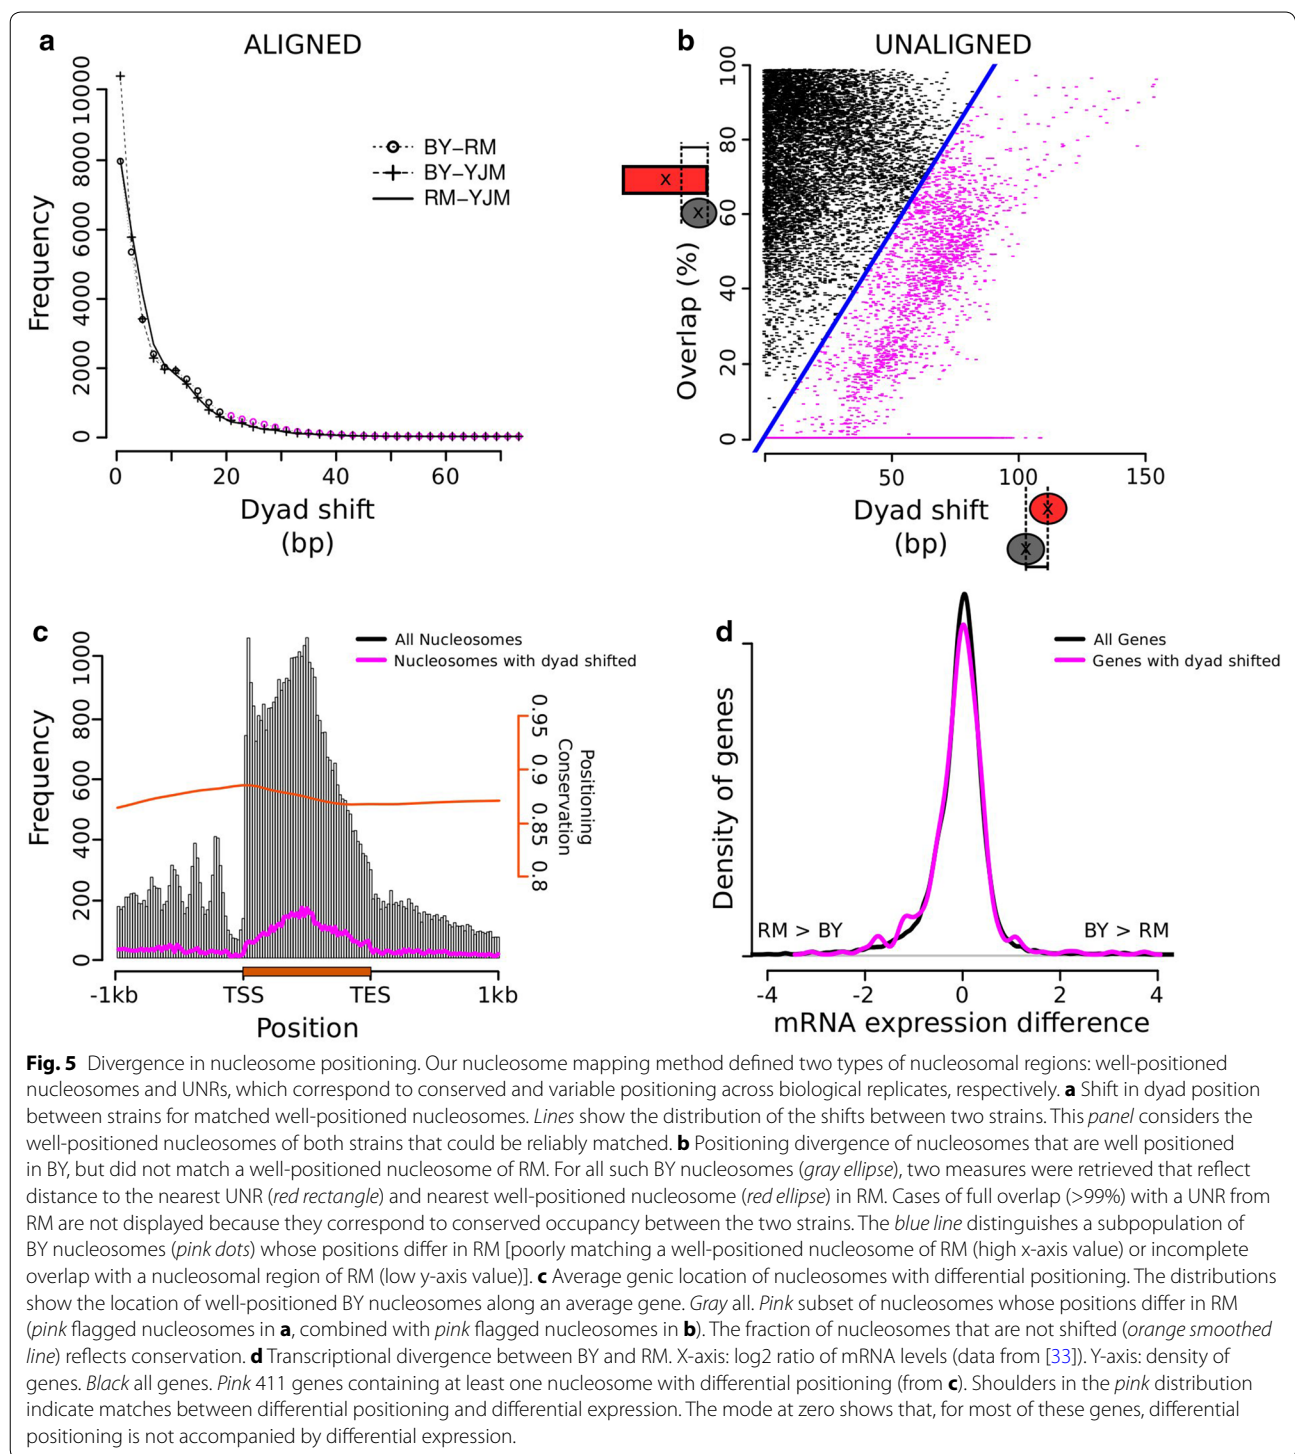 a
ALIGNED
Frequency
0 2000 4000 6000 8000 10000
BY−RM
BY−YJM
RM−YJM
0 20 40 60
Dyad shift
(bp)
b
UNALIGNED
Overlap (%)
0 20 40 60 80 100
X
X
50 100 150
Dyad shift
(bp)
X
X
c
Frequency
0 200 400 600 800 1000
All Nucleosomes
Nucleosomes with dyad shifted
0.8 0.85 0.9 0.95
Positioning
Conservation
-1kb TSS TES 1kb
Position
d
Density of genes
All Genes
Genes with dyad shifted
RM > BY
BY > RM
-4 -2 0 2 4
mRNA expression difference
Fig. 5 Divergence in nucleosome positioning. Our nucleosome mapping method defined two types of nucleosomal regions: well-positioned
nucleosomes and UNRs, which correspond to conserved and variable positioning across biological replicates, respectively. a Shift in dyad position
between strains for matched well-positioned nucleosomes. Lines show the distribution of the shifts between two strains. This panel considers the
well-positioned nucleosomes of both strains that could be reliably matched. b Positioning divergence of nucleosomes that are well positioned
in BY, but did not match a well-positioned nucleosome of RM. For all such BY nucleosomes (gray ellipse), two measures were retrieved that reflect
distance to the nearest UNR (red rectangle) and nearest well-positioned nucleosome (red ellipse) in RM. Cases of full overlap (>99%) with a UNR from
RM are not displayed because they correspond to conserved occupancy between the two strains. The blue line distinguishes a subpopulation of
BY nucleosomes (pink dots) whose positions differ in RM [poorly matching a well-positioned nucleosome of RM (high x-axis value) or incomplete
overlap with a nucleosomal region of RM (low y-axis value)]. c Average genic location of nucleosomes with differential positioning. The distributions
show the location of well-positioned BY nucleosomes along an average gene. Gray all. Pink subset of nucleosomes whose positions differ in RM
(pink flagged nucleosomes in a, combined with pink flagged nucleosomes in b). The fraction of nucleosomes that are not shifted (orange smoothed
line) reflects conservation. d Transcriptional divergence between BY and RM. X-axis: log2 ratio of mRNA levels (data from [33]). Y-axis: density of
genes. Black all genes. Pink 411 genes containing at least one nucleosome with differential positioning (from c). Shoulders in the pink distribution
indicate matches between differential positioning and differential expression. The mode at zero shows that, for most of these genes, differential
positioning is not accompanied by differential expression.